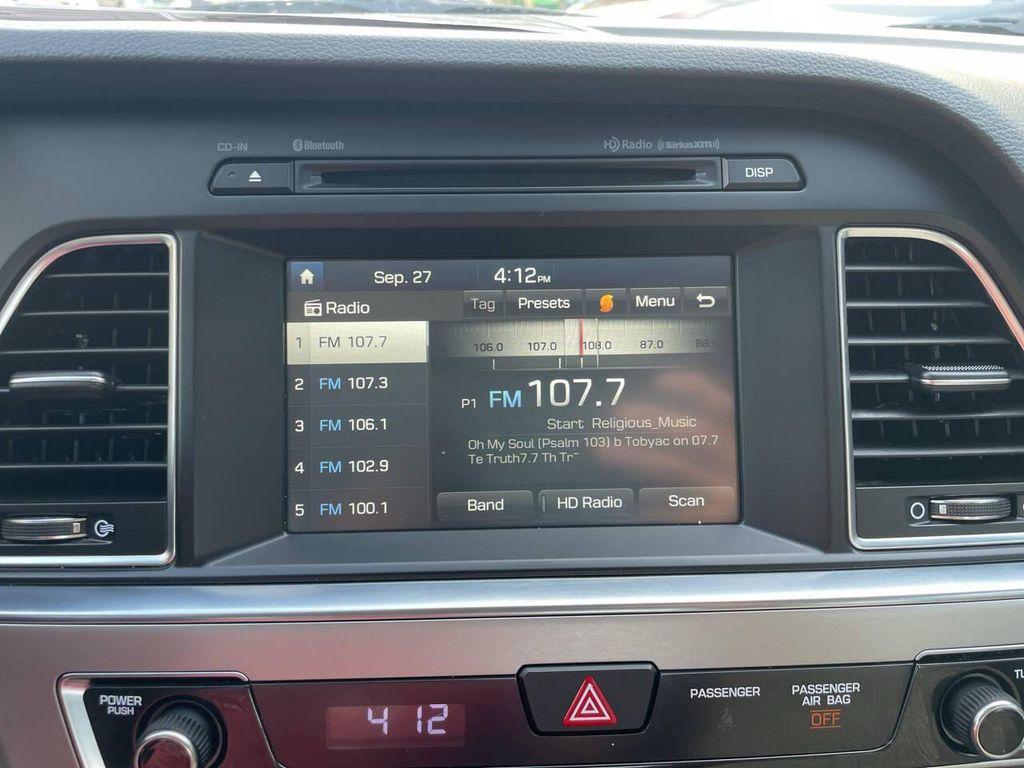 CD-IN Bluetooth HD Radio ((SiriusXM))
DISP
Sep. 27 4:12PM
Radio Tag Presets Menu
1 FM 107.7
2 FM 107.3
3 FM 106.1
4 FM 102.9
5 FM 100.1
106.0 107.0 108.0 87.0 88.0
P1 FM 107.7
Start Religious_Music
Oh My Soul (Psalm 103) b Tobyac on 07.7
Te Truth7.7 Th Tr~
Band HD Radio Scan
POWER
PUSH
4 12
PASSENGER
PASSENGER
AIR BAG
OFF